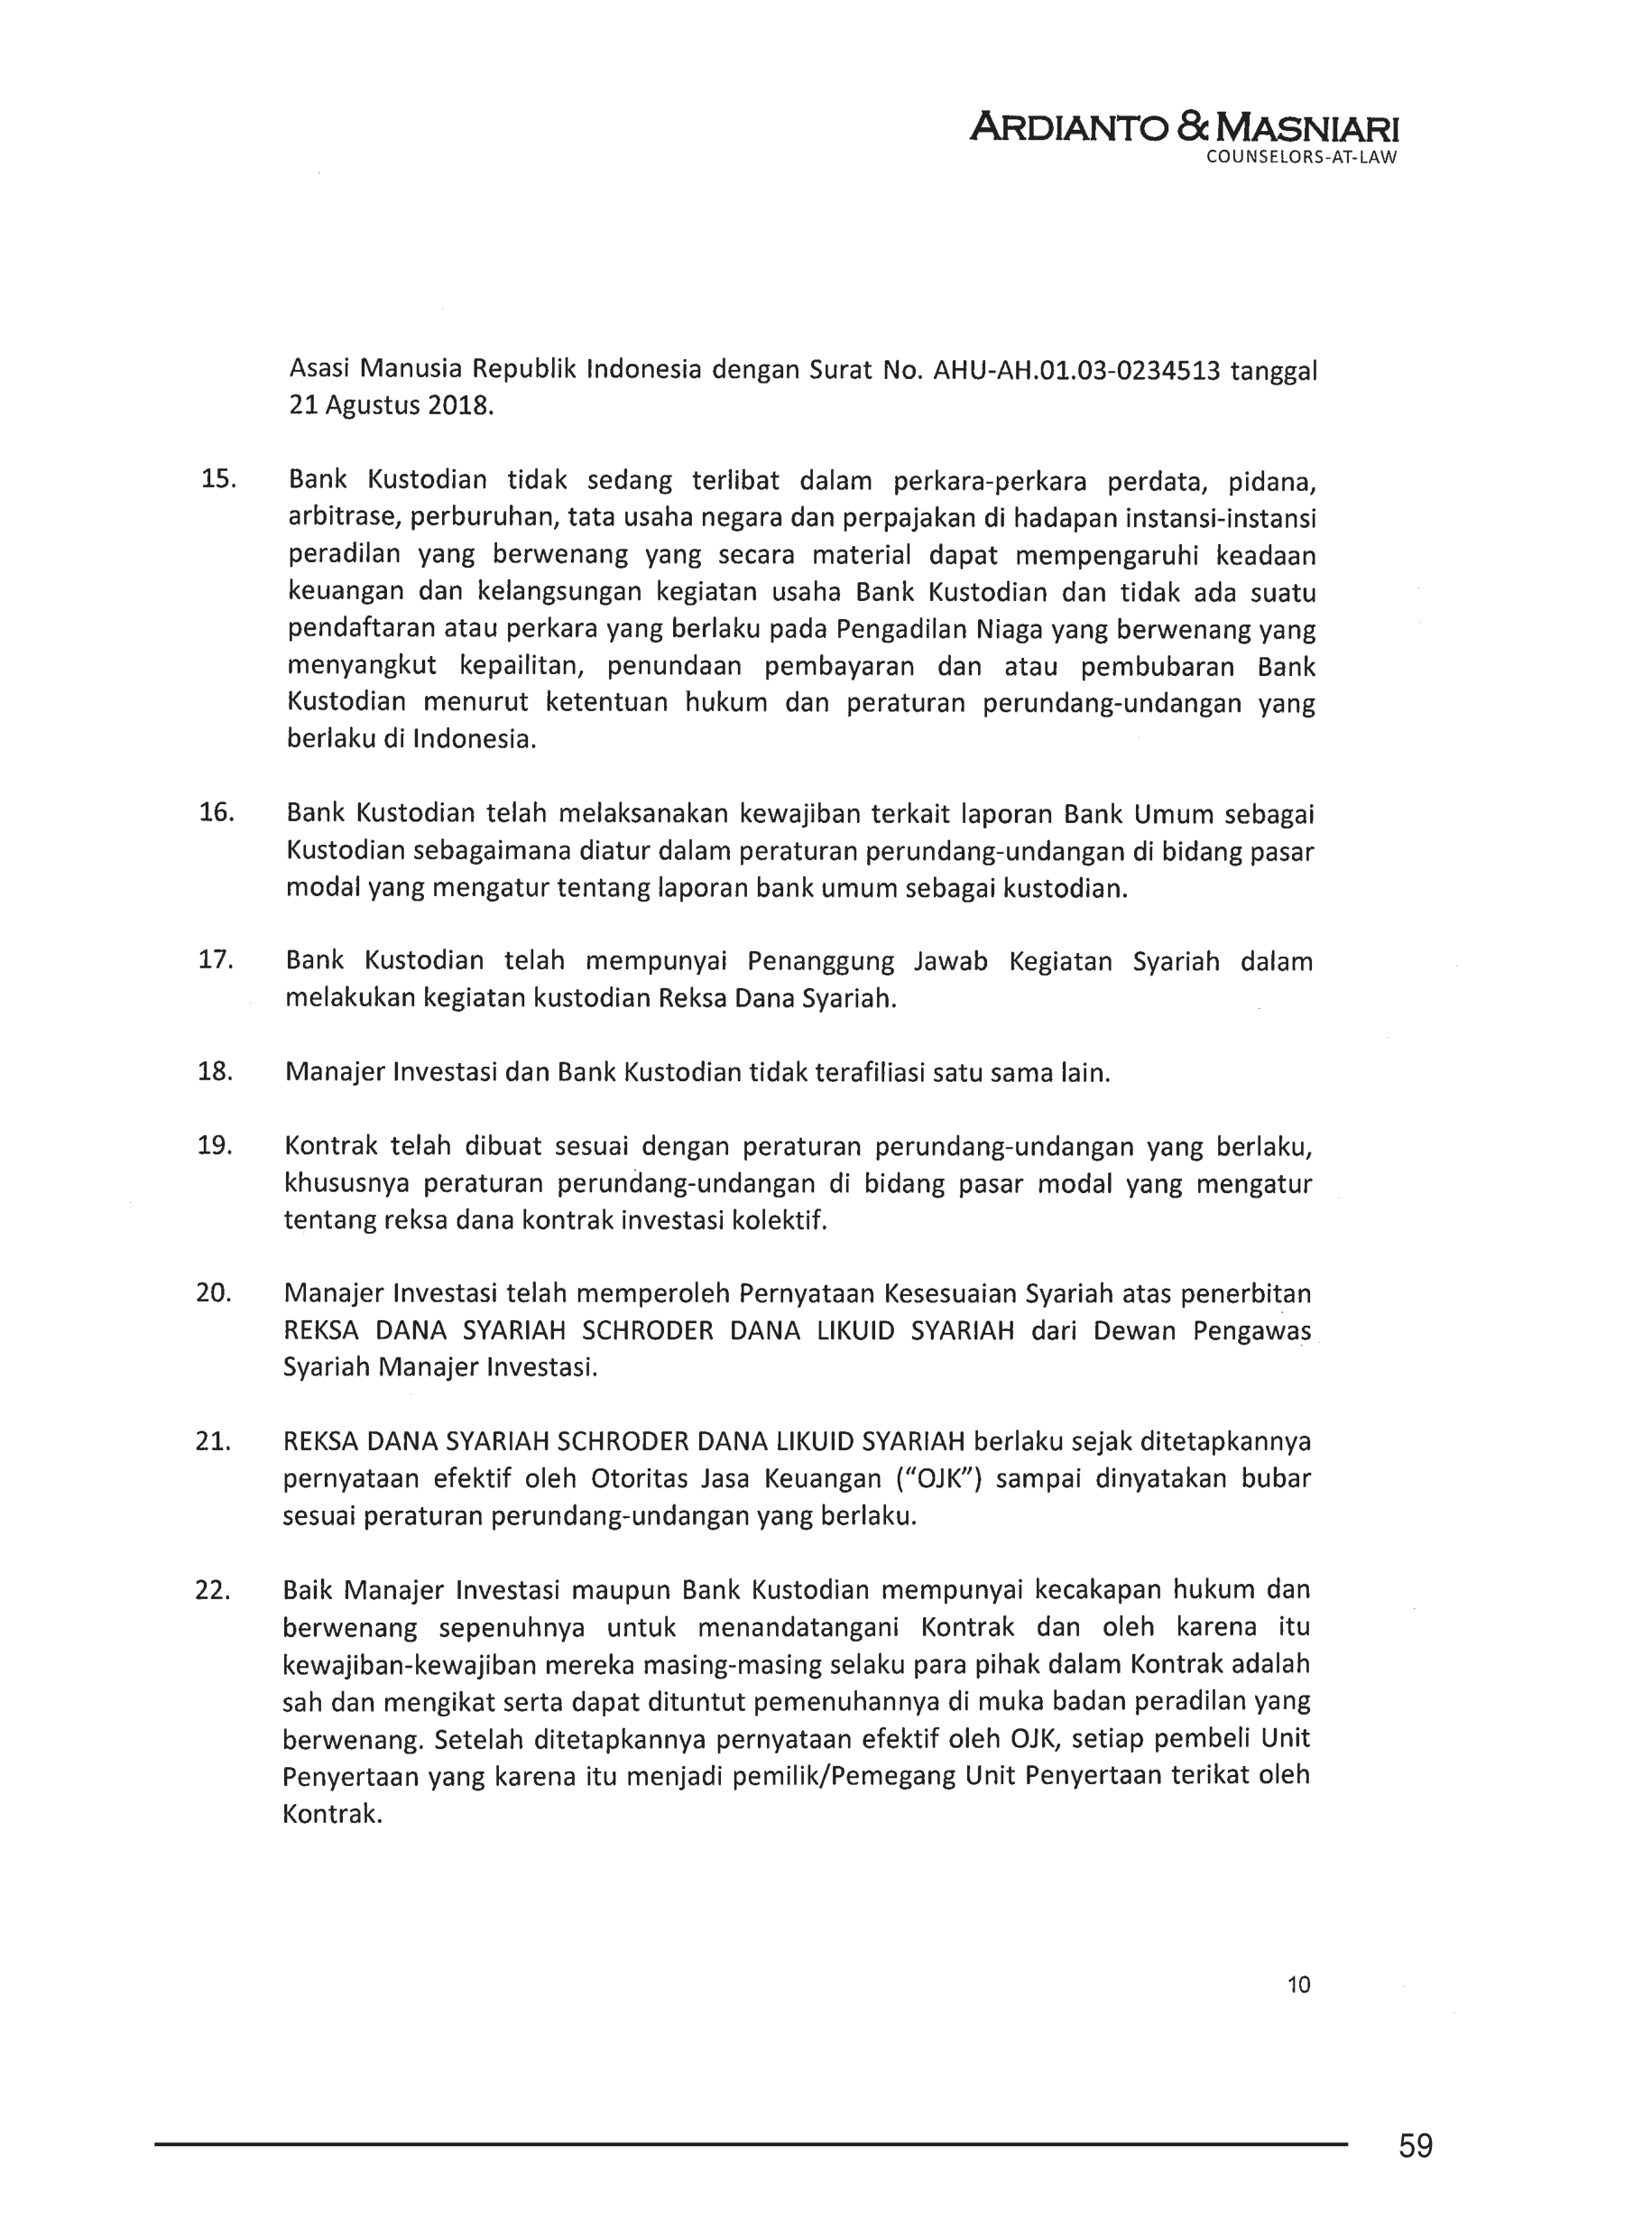 ARDIANTO & MASNIARI
COUNSELORS-AT-LAW
Asasi Manusia Republik Indonesia dengan Surat No. AHU-AH.01.03-0234513 tanggal
21 Agustus 2018.
15. Bank Kustodian tidak sedang terlibat dalam perkara-perkara perdata, pidana,
arbitrase, perburuhan, tata usaha negara dan perpajakan di hadapan instansi-instansi
peradilan yang berwenang yang secara material dapat mempengaruhi keadaan
keuangan dan kelangsungan kegiatan usaha Bank Kustodian dan tidak ada suatu
pendaftaran atau perkara yang berlaku pada Pengadilan Niaga yang berwenang yang
menyangkut kepailitan, penundaan pembayaran dan atau pembubaran Bank
Kustodian menurut ketentuan hukum dan peraturan perundang-undangan yang
berlaku di Indonesia.
16. Bank Kustodian telah melaksanakan kewajiban terkait laporan Bank Umum sebagai
Kustodian sebagaimana diatur dalam peraturan perundang-undangan di bidang pasar
modal yang mengatur tentang laporan bank umum sebagai kustodian.
17. Bank Kustodian telah mempunyai Penanggung Jawab Kegiatan Syariah dalam
melakukan kegiatan kustodian Reksa Dana Syariah.
18. Manajer Investasi dan Bank Kustodian tidak terafiliasi satu sama lain.
19. Kontrak telah dibuat sesuai dengan peraturan perundang-undangan yang berlaku,
khususnya peraturan perundang-undangan di bidang pasar modal yang mengatur
tentang reksa dana kontrak investasi kolektif.
20. Manajer Investasi telah memperoleh Pernyataan Kesesuaian Syariah atas penerbitan
REKSA DANA SYARIAH SCHRODER DANA LIKUID SYARIAH dari Dewan Pengawas
Syariah Manajer Investasi.
21. REKSA DANA SYARIAH SCHRODER DANA LIKUID SYARIAH berlaku sejak ditetapkannya
pernyataan efektif oleh Otoritas Jasa Keuangan (“OJK”) sampai dinyatakan bubar
sesuai peraturan perundang-undangan yang berlaku.
22. Baik Manajer Investasi maupun Bank Kustodian mempunyai kecakapan hukum dan
berwenang sepenuhnya untuk menandatangani Kontrak dan oleh karena itu
kewajiban-kewajiban mereka masing-masing selaku para pihak dalam Kontrak adalah
sah dan mengikat serta dapat dituntut pemenuhannya di muka badan peradilan yang
berwenang. Setelah ditetapkannya pernyataan efektif oleh OJK, setiap pembeli Unit
Penyertaan yang karena itu menjadi pemilik/Pemegang Unit Penyertaan terikat oleh
Kontrak.
10
59